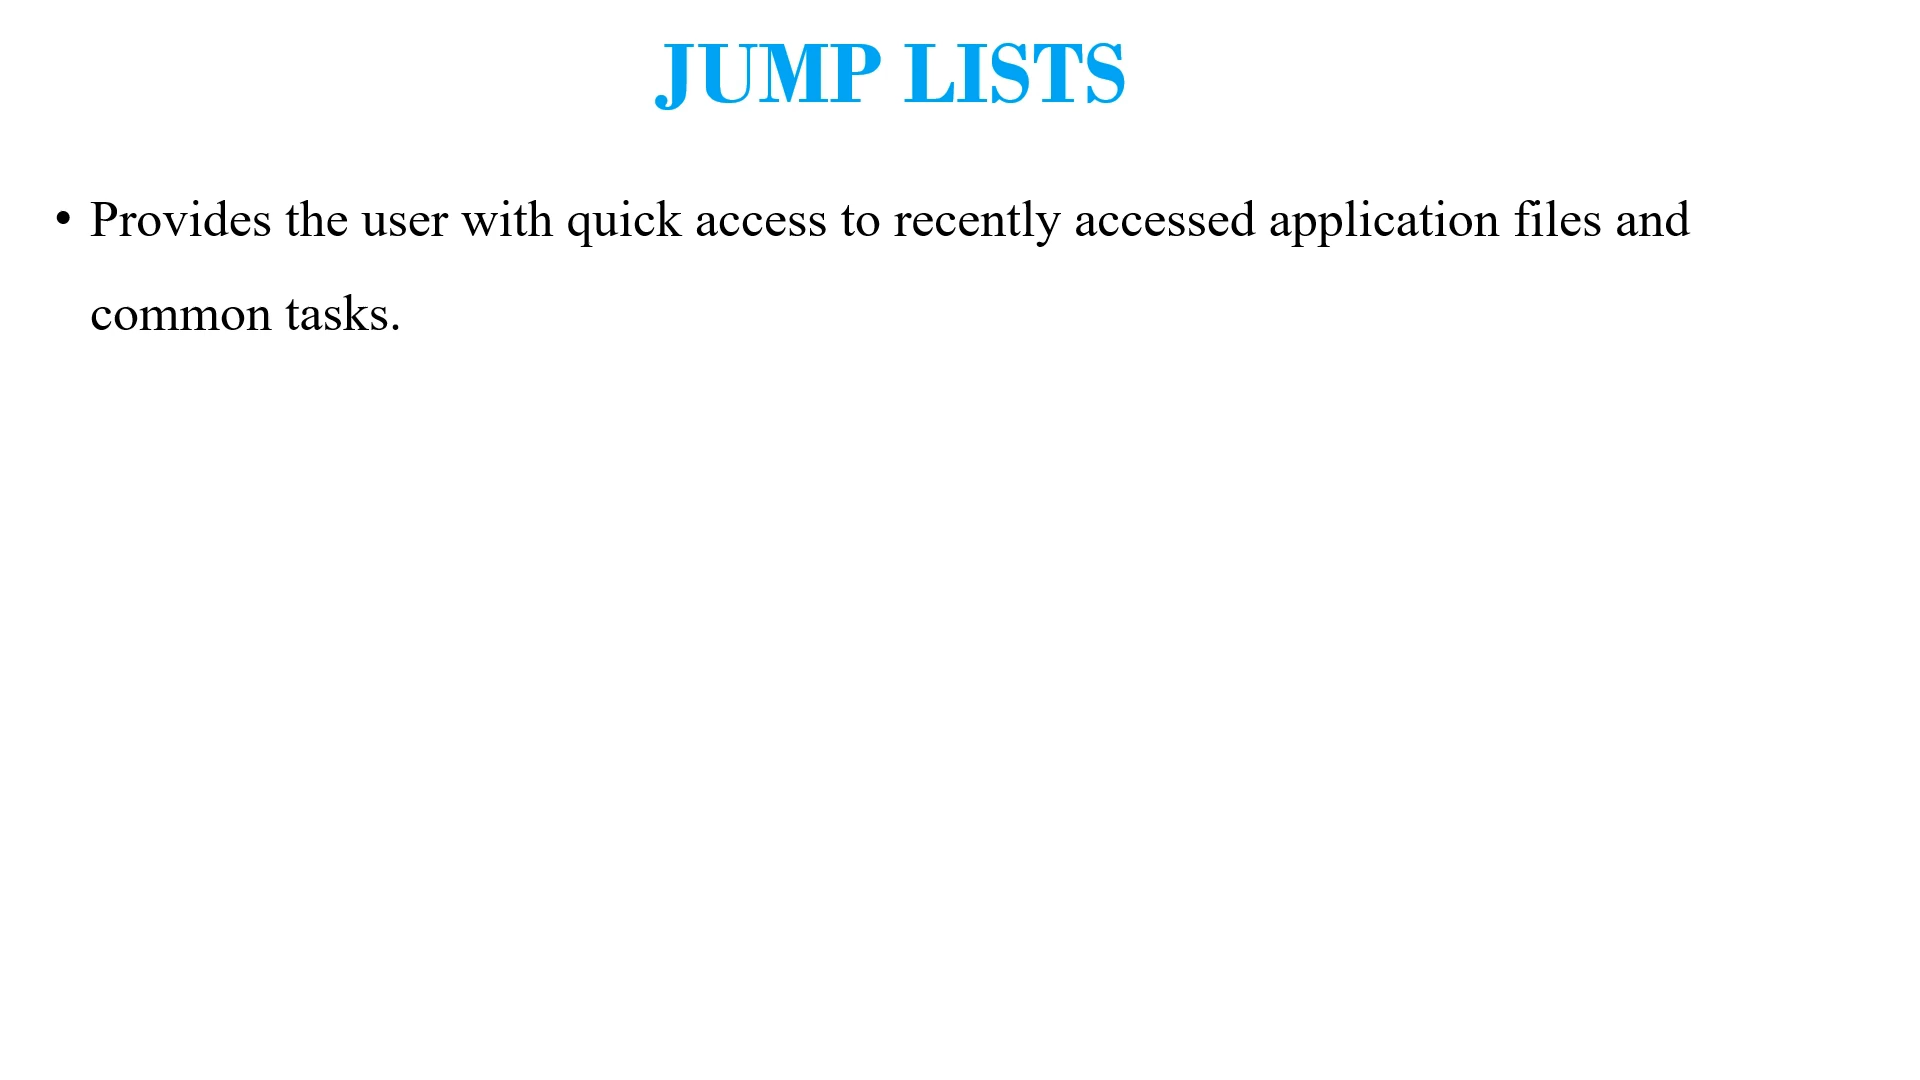 JUMP LISTS
• Provides the user with quick access to recently accessed application files and
common tasks.